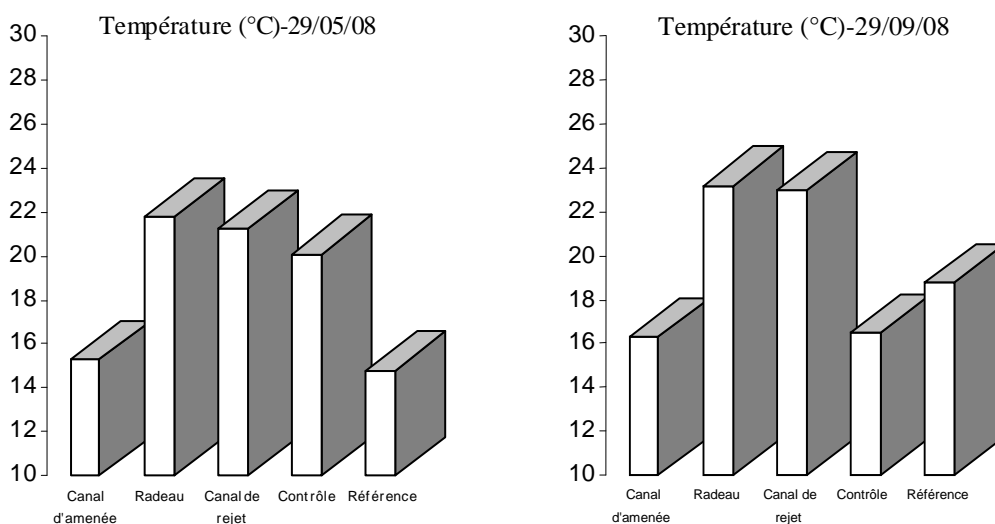 Température (°C)-29/05/08
30
28
26
24
22
20
18
16
14
12
10
Canal d'amenée
Radeau
Canal de rejet
Contrôle
Référence
Température (°C)-29/09/08
30
28
26
24
22
20
18
16
14
12
10
Canal d'amenée
Radeau
Canal de rejet
Contrôle
Référence